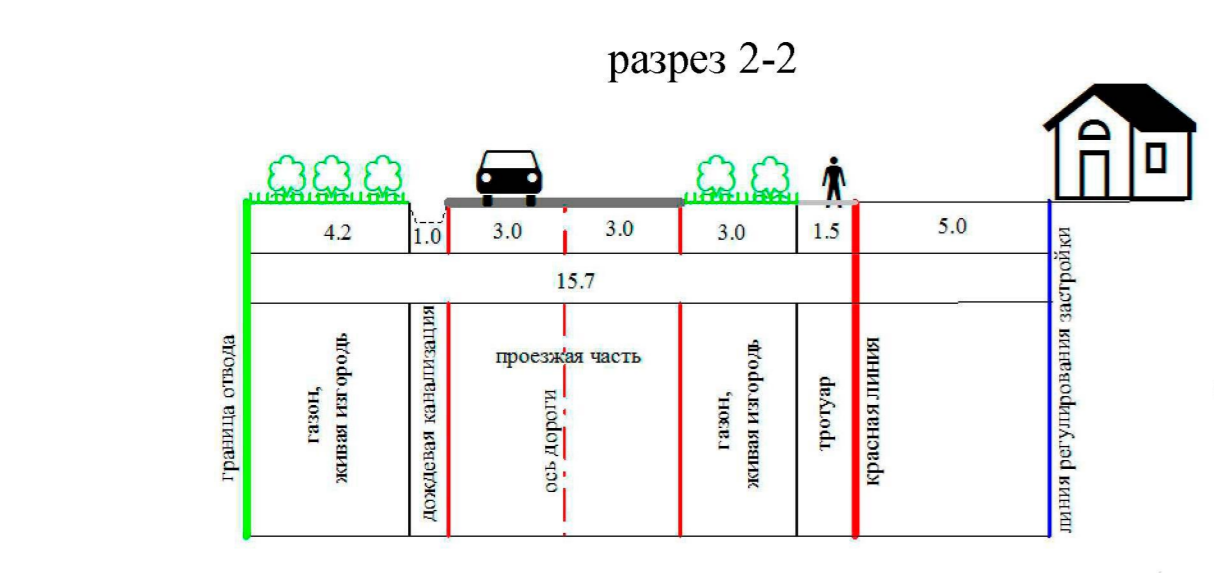 разрез 2-2
4.2
1.0
3.0
3.0
3.0
1.5
5.0
15.7
граница отвода
газон,
живая изгородь
дождевая канализация
проезжая часть
ось дороги
газон,
живая изгородь
тротуар
красная линия
линия регулирования застройки